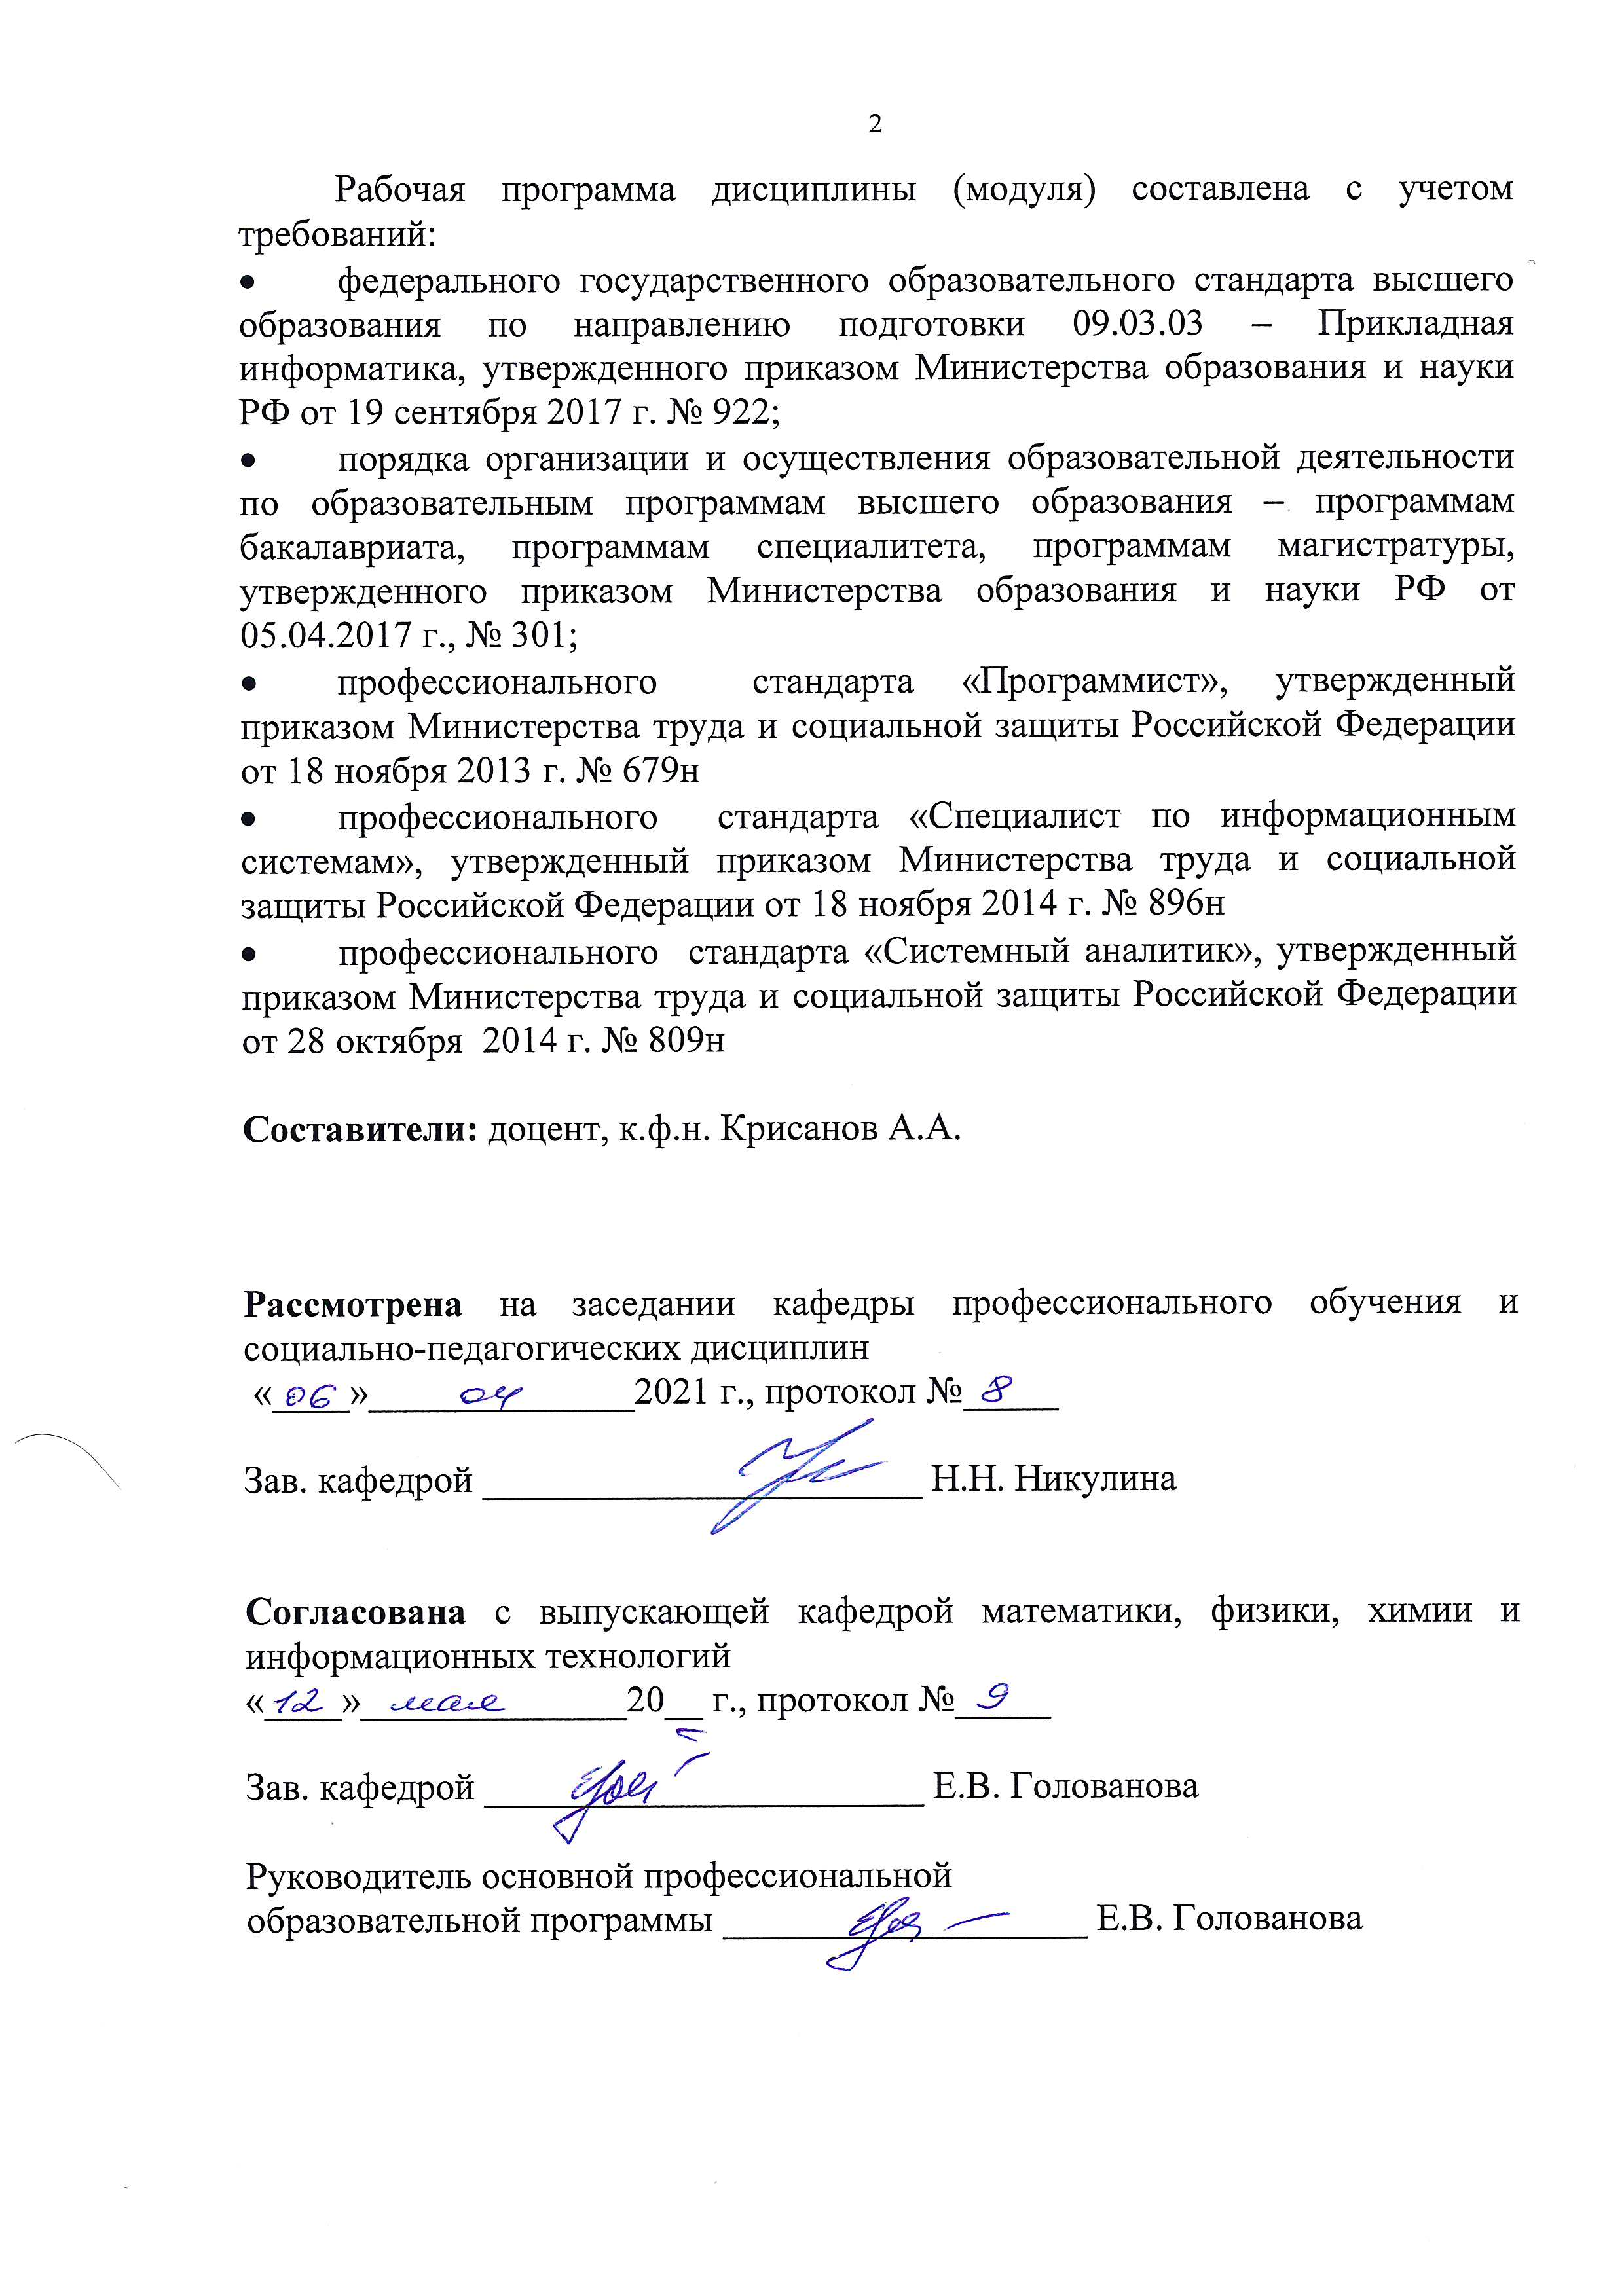 2
Рабочая программа дисциплины (модуля) составлена с учетом
требований:
• федерального государственного образовательного стандарта высшего
образования по направлению подготовки 09.03.03 – Прикладная
информатика, утвержденного приказом Министерства образования и науки
РФ от 19 сентября 2017 г. № 922;
• порядка организации и осуществления образовательной деятельности
по образовательным программам высшего образования – программам
бакалавриата, программам специалитета, программам магистратуры,
утвержденного приказом Министерства образования и науки РФ от
05.04.2017 г., № 301;
• профессионального стандарта «Программист», утвержденный
приказом Министерства труда и социальной защиты Российской Федерации
от 18 ноября 2013 г. № 679н
• профессионального стандарта «Специалист по информационным
системам», утвержденный приказом Министерства труда и социальной
защиты Российской Федерации от 18 ноября 2014 г. № 896н
• профессионального стандарта «Системный аналитик», утвержденный
приказом Министерства труда и социальной защиты Российской Федерации
от 28 октября 2014 г. № 809н
Составители: доцент, к.ф.н. Крисанов А.А.
Рассмотрена на заседании кафедры профессионального обучения и
социально-педагогических дисциплин
«06» 04 2021 г., протокол № 8
Зав. кафедрой Н.Н. Никулина
Согласована с выпускающей кафедрой математики, физики, химии и
информационных технологий
«12» мая 20__ г., протокол № 9
Зав. кафедрой Е.В. Голованова
Руководитель основной профессиональной
образовательной программы Е.В. Голованова